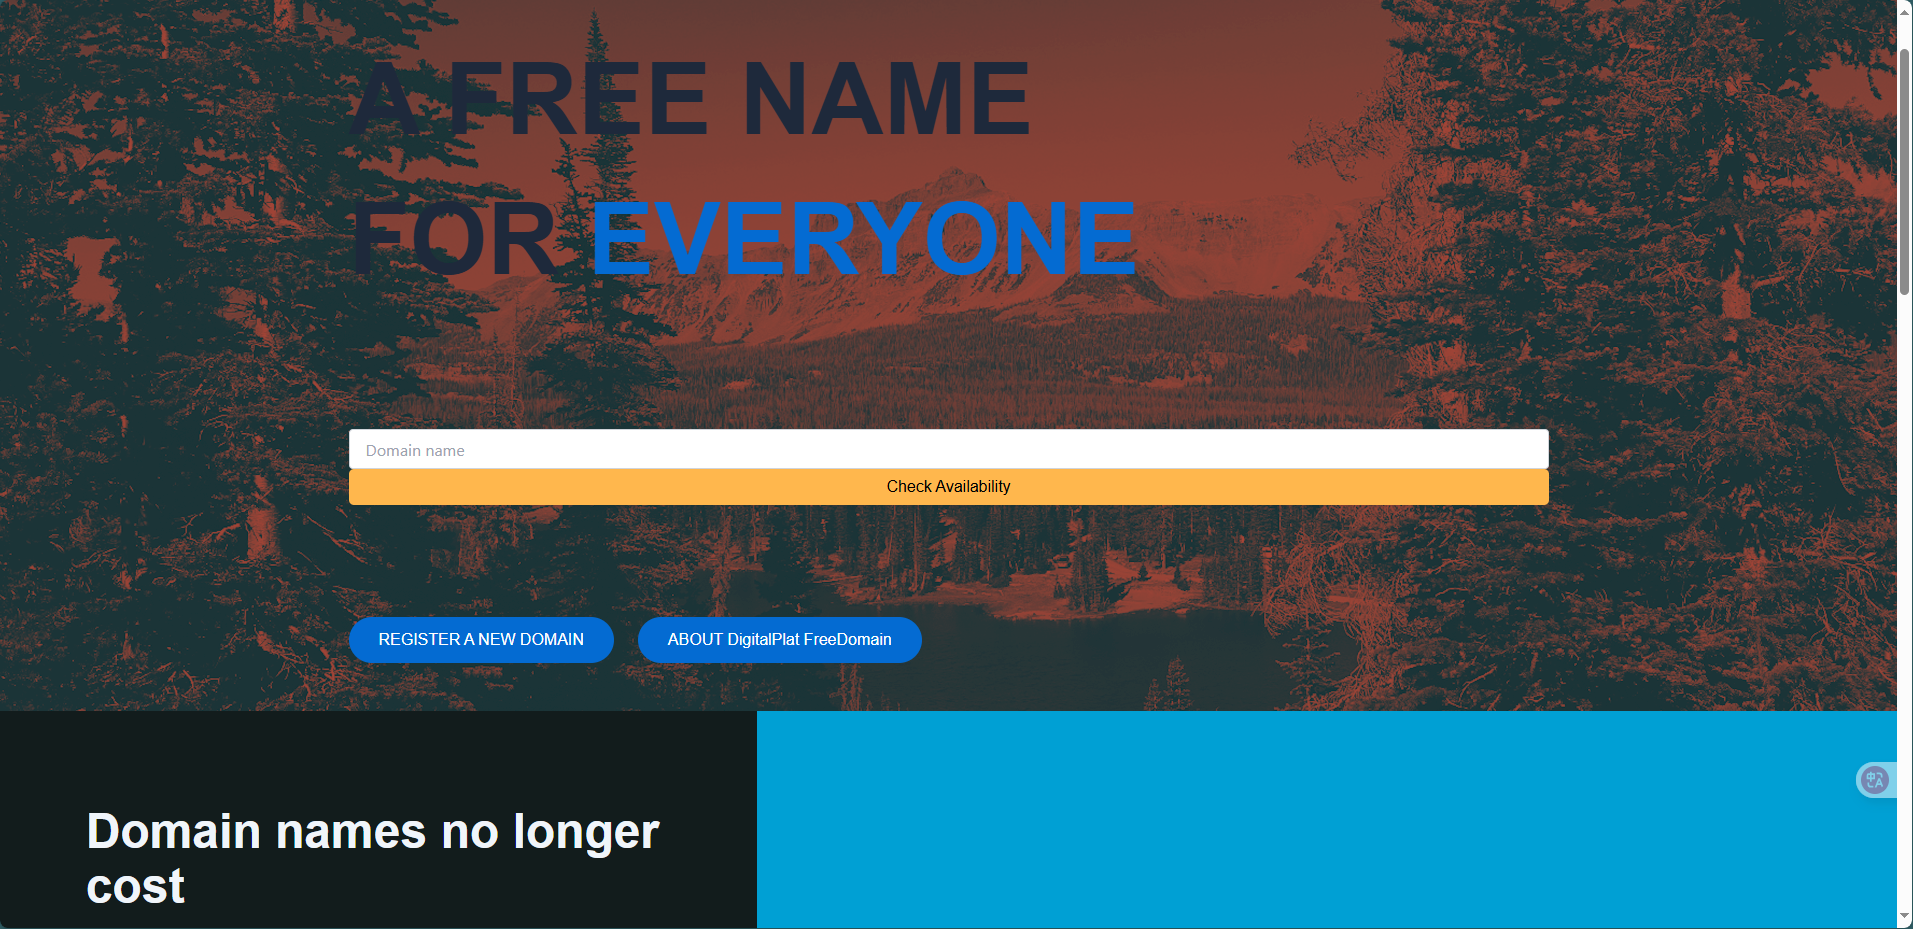 A FREE NAME
FOR EVERYONE
Domain name
Check Availability
REGISTER A NEW DOMAIN
ABOUT DigitalPlat FreeDomain
Domain names no longer
cost
中
A